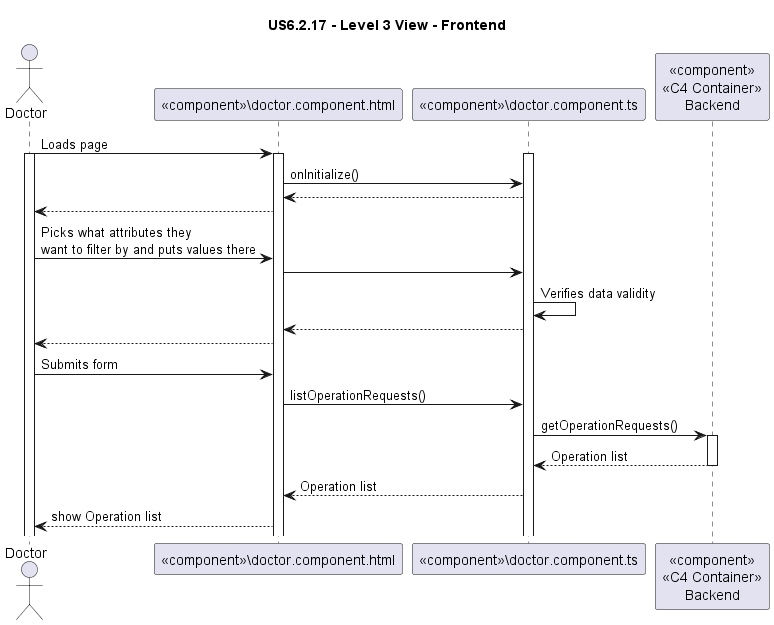 US6.2.17 - Level 3 View - Frontend
Doctor
«component»\doctor.component.html
«component»\doctor.component.ts
«component»
«C4 Container»
Backend
Loads page
onInitialize()
Picks what attributes they
want to filter by and puts values there
Verifies data validity
Submits form
listOperationRequests()
getOperationRequests()
Operation list
Operation list
show Operation list
Doctor
«component»\doctor.component.html
«component»\doctor.component.ts
«component»
«C4 Container»
Backend